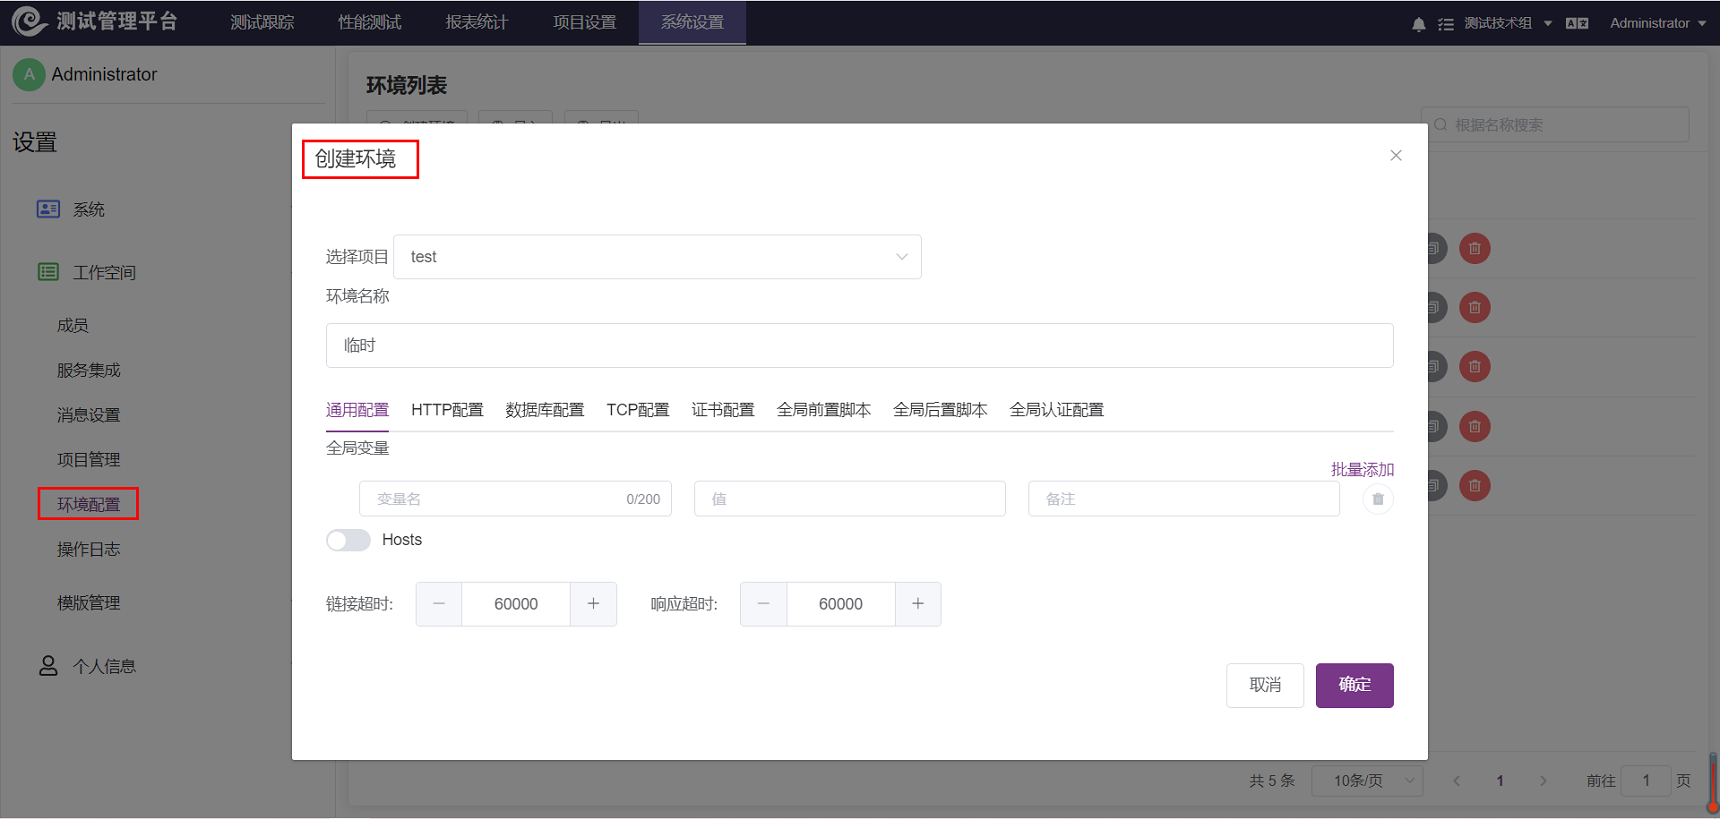 测试管理平台
测试跟踪
性能测试
报表统计
项目设置
系统设置
测试技术组
Administrator
A
Administrator
设置
系统
工作空间
成员
服务集成
消息设置
项目管理
环境配置
操作日志
模版管理
个人信息
环境列表
根据名称搜索
创建环境
选择项目
test
环境名称
临时
通用配置
HTTP配置
数据库配置
TCP配置
证书配置
全局前置脚本
全局后置脚本
全局认证配置
全局变量
批量添加
变量名
0/200
值
备注
Hosts
链接超时:
60000
响应超时:
60000
取消
确定
共 5 条
10条/页
1
前往
1
页